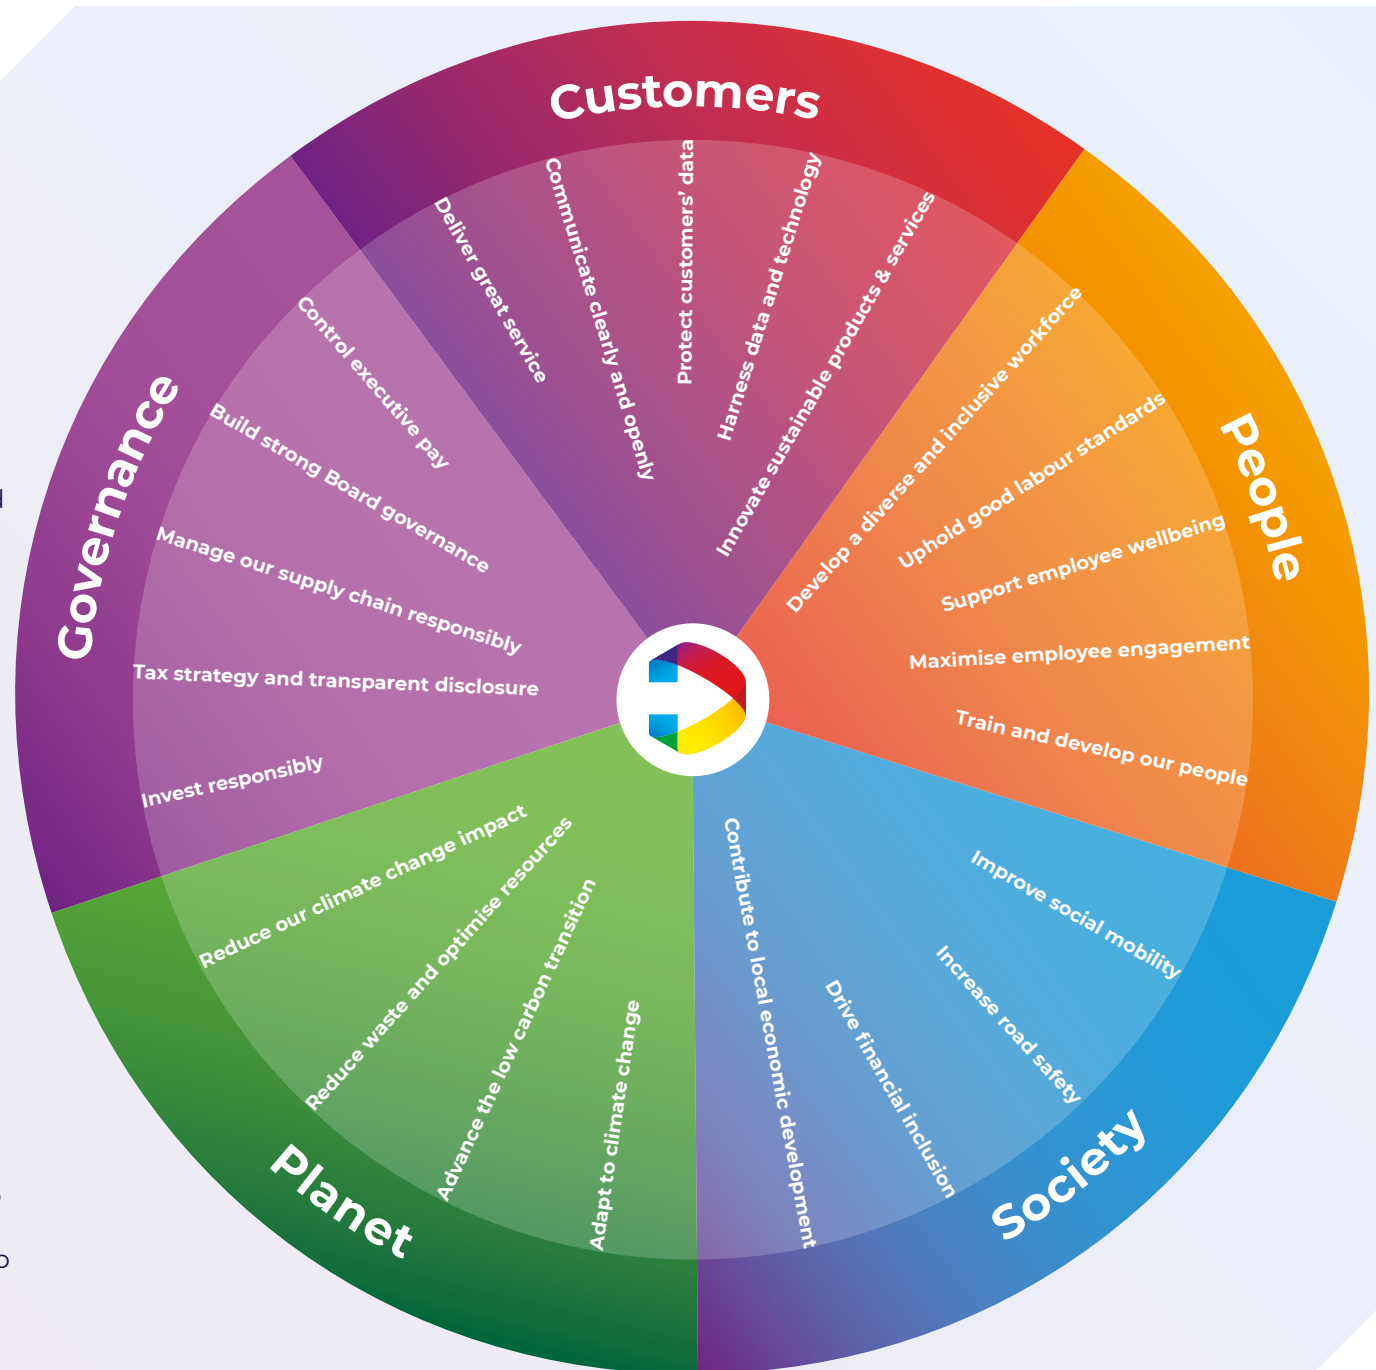 Customers
Deliver great service
Communicate clearly and openly
Protect customers’ data
Harness data and technology
Innovate sustainable products & services
People
Develop a diverse and inclusive workforce
Uphold good labour standards
Support employee wellbeing
Maximise employee engagement
Train and develop our people
Society
Improve social mobility
Increase road safety
Drive financial inclusion
Contribute to local economic development
Planet
Adapt to climate change
Advance the low carbon transition
Reduce waste and optimise resources
Reduce our climate change impact
Governance
Invest responsibly
Tax strategy and transparent disclosure
Manage our supply chain responsibly
Build strong Board governance
Control executive pay